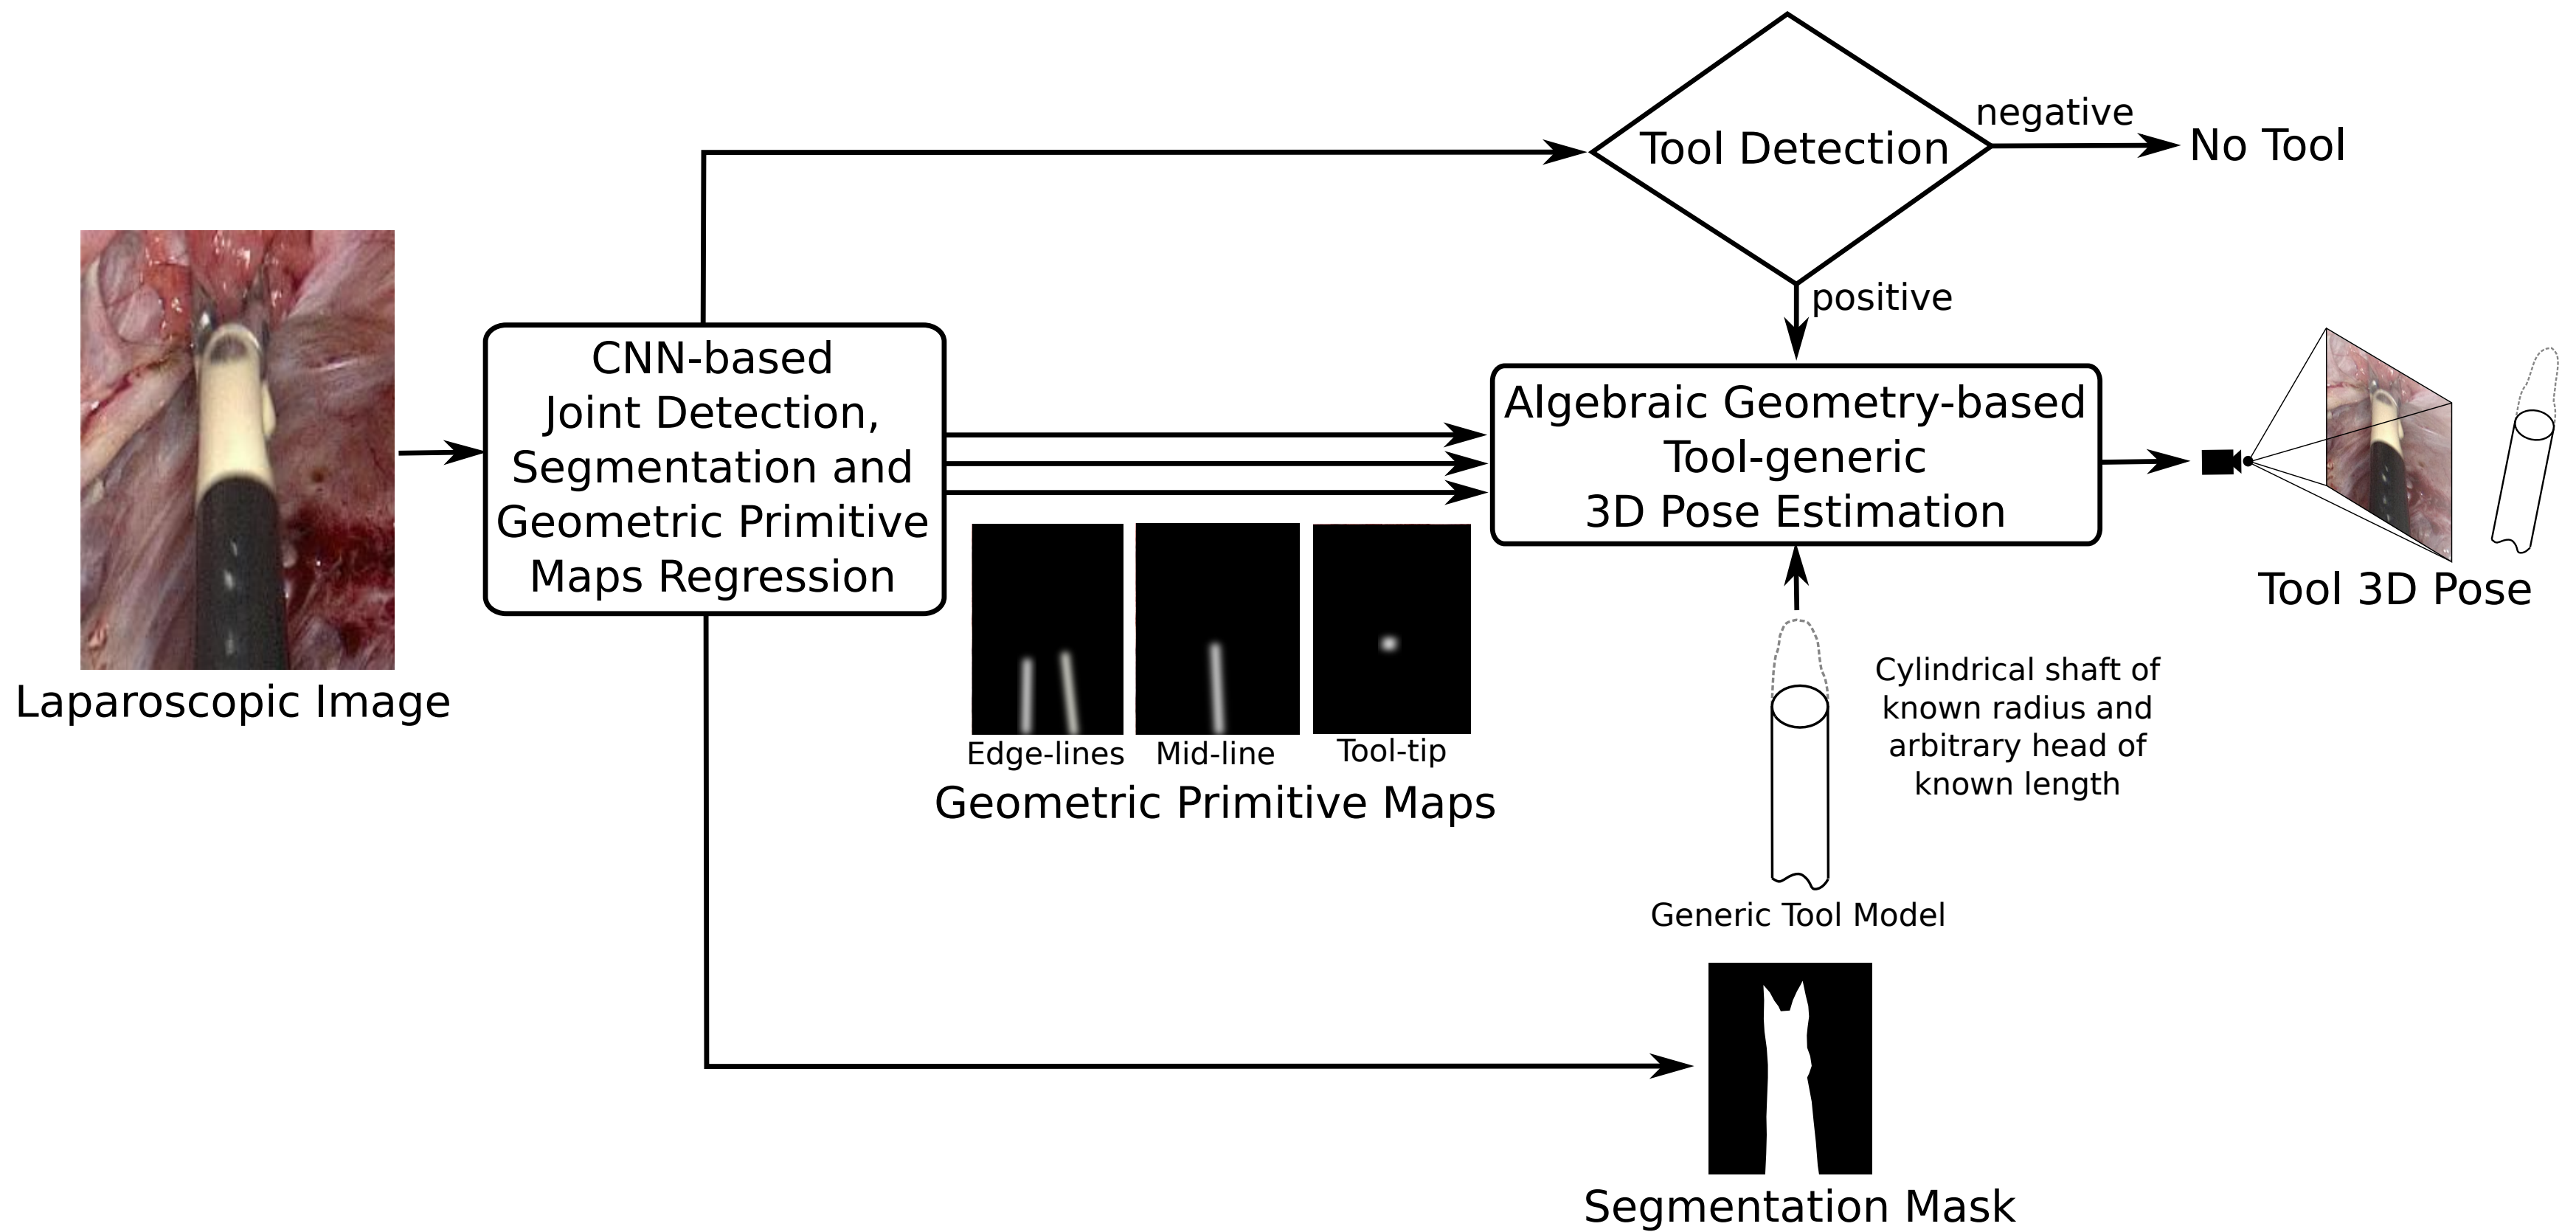 Tool Detection
negative
No Tool
positive
Laparoscopic Image
CNN-based
Joint Detection,
Segmentation and
Geometric Primitive
Maps Regression
Edge-lines
Mid-line
Tool-tip
Geometric Primitive Maps
Algebraic Geometry-based
Tool-generic
3D Pose Estimation
Tool 3D Pose
Cylindrical shaft of
known radius and
arbitrary head of
known length
Generic Tool Model
Segmentation Mask